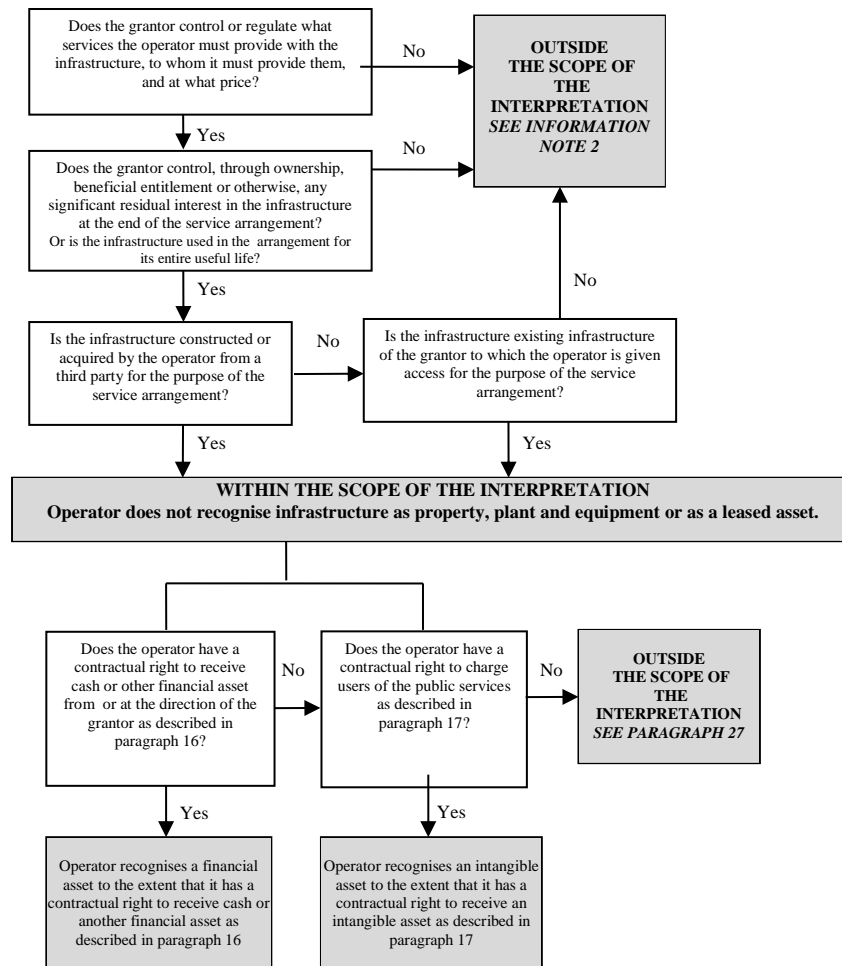 Does the grantor control or regulate what
services the operator must provide with the
infrastructure, to whom it must provide them,
and at what price?
No
OUTSIDE
THE SCOPE OF
THE
INTERPRETATION
SEE INFORMATION
NOTE 2
Yes
No
Does the grantor control, through ownership,
beneficial entitlement or otherwise, any
significant residual interest in the infrastructure
at the end of the service arrangement?
Or is the infrastructure used in the arrangement for
its entire useful life?
Yes
No
Is the infrastructure constructed or
acquired by the operator from a
third party for the purpose of the
service arrangement?
No
Is the infrastructure existing infrastructure
of the grantor to which the operator is given
access for the purpose of the service
arrangement?
Yes
Yes
WITHIN THE SCOPE OF THE INTERPRETATION
Operator does not recognise infrastructure as property, plant and equipment or as a leased asset.
Does the operator have a
contractual right to receive
cash or other financial asset
from or at the direction of the
grantor as described in
paragraph 16?
No
Does the operator have a
contractual right to charge
users of the public services
as described in
paragraph 17?
No
OUTSIDE
THE SCOPE OF
THE
INTERPRETATION
SEE PARAGRAPH 27
Yes
Yes
Operator recognises a financial
asset to the extent that it has a
contractual right to receive cash or
another financial asset as
described in paragraph 16
Operator recognises an intangible
asset to the extent that it has a
contractual right to receive an
intangible asset as described in
paragraph 17